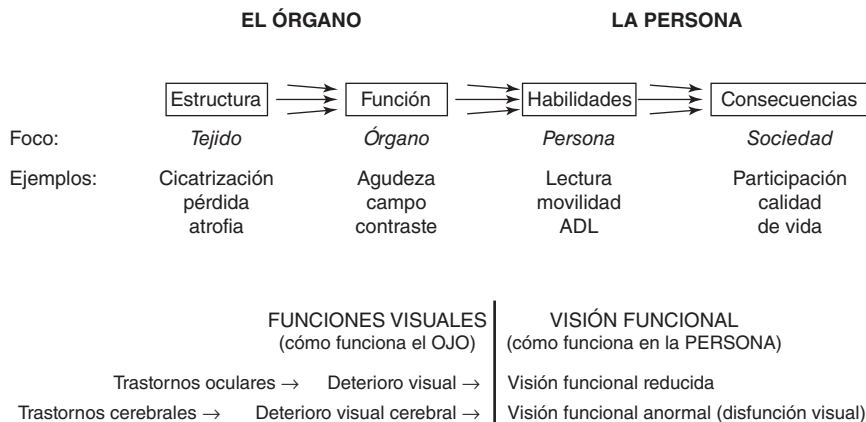 EL ÓRGANO LA PERSONA
Estructura Función Habilidades Consecuencias
Foco: Tejido Órgano Persona Sociedad
Ejemplos: Cicatrización Agudeza Lectura Participación
pérdida campo movilidad calidad
atrofia contraste ADL de vida
FUNCIONES VISUALES VISIÓN FUNCIONAL
(cómo funciona el OJO) (cómo funciona en la PERSONA)
Trastornos oculares → Deterioro visual → Visión funcional reducida
Trastornos cerebrales → Deterioro visual cerebral → Visión funcional anormal (disfunción visual)